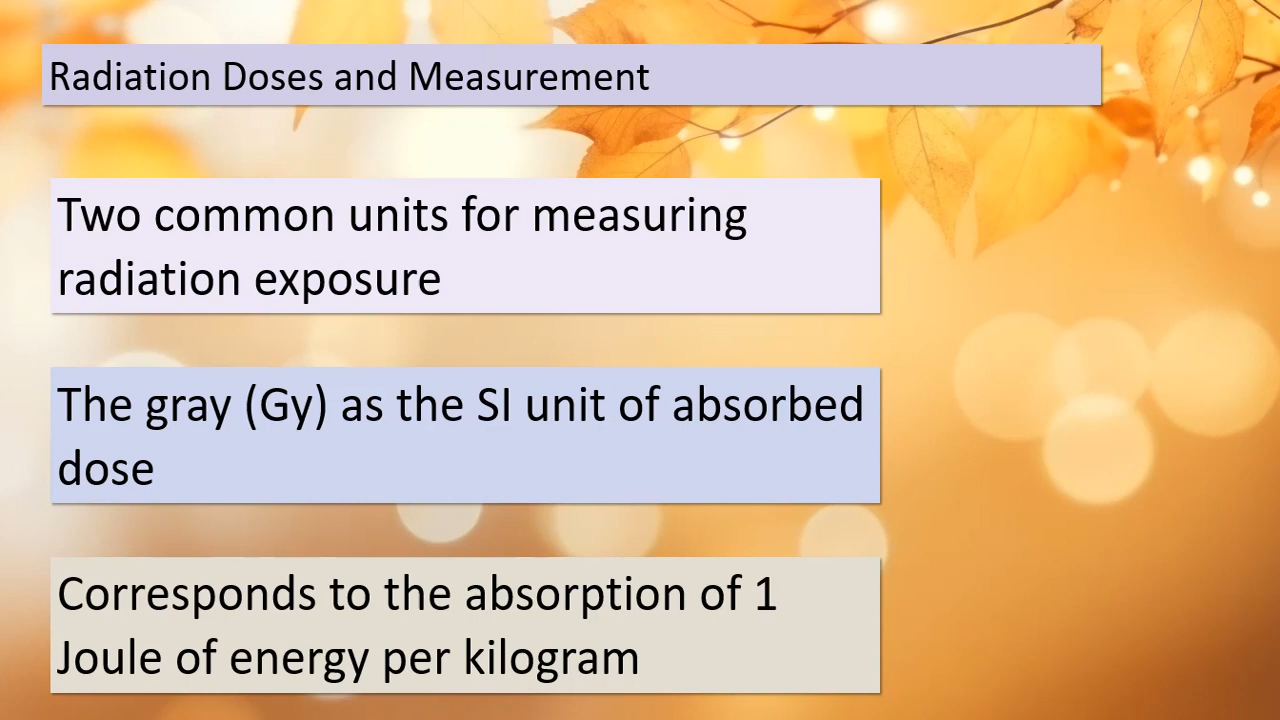 Radiation Doses and Measurement
Two common units for measuring
radiation exposure
The gray (Gy) as the SI unit of absorbed
dose
Corresponds to the absorption of 1
Joule of energy per kilogram